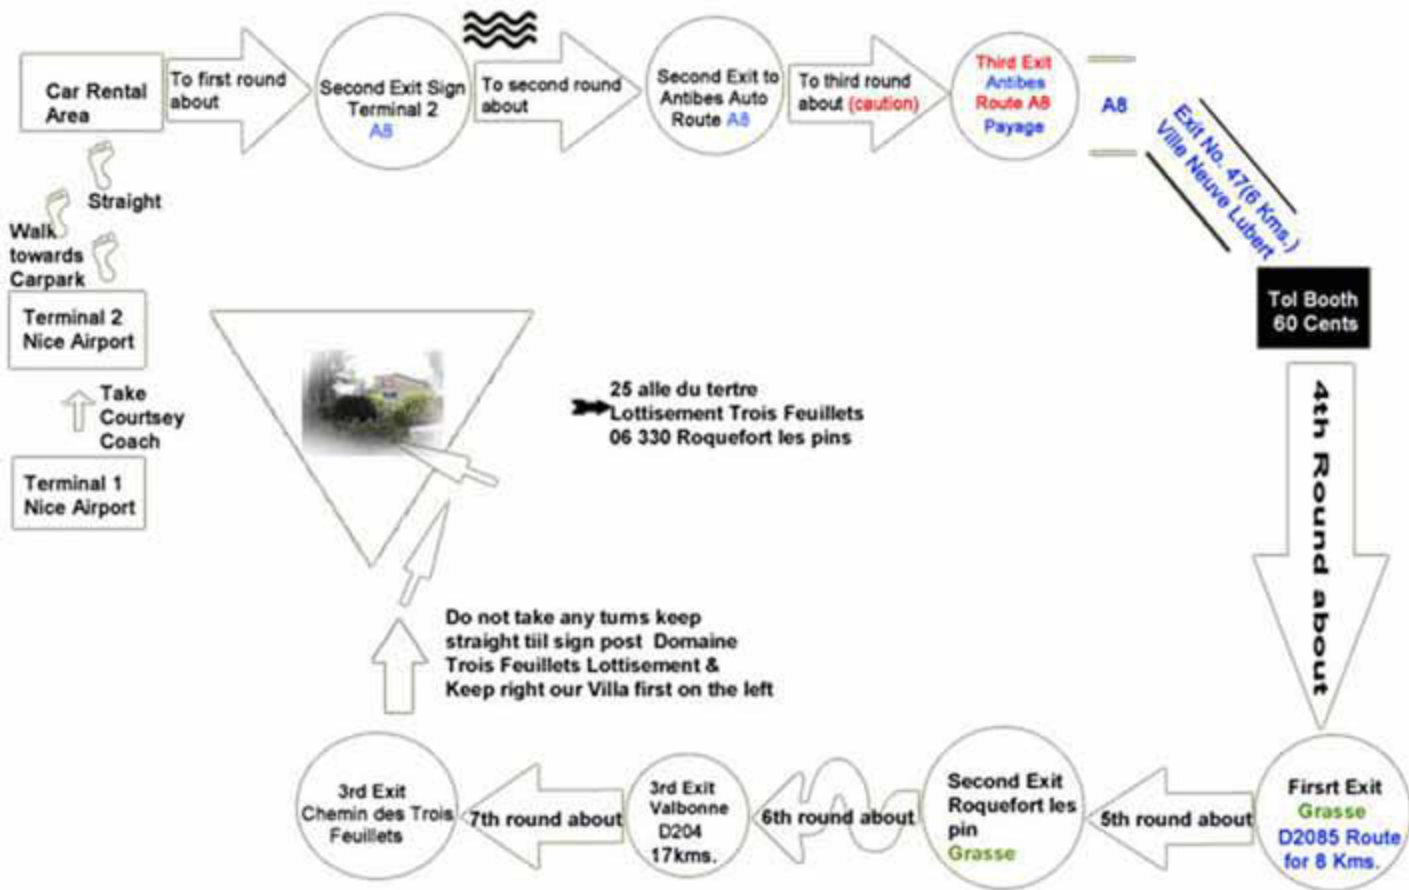 Terminal 1
Nice Airport
Take
Courtsey
Coach
Terminal 2
Nice Airport
Walk
towards
Carpark
Straight
Car Rental
Area
To first round
about
Second Exit Sign
Terminal 2
A8
To second round
about
Second Exit to
Antibes Auto
Route A8
To third round
about (caution)
Third Exit
Antibes
Route A8
Payage
A8
Exit No. 47(6 Kms.)
Ville Neuve Lubert
Tol Booth
60 Cents
4th Round about
Firsrt Exit
Grasse
D2085 Route
for 8 Kms.
5th round about
Second Exit
Roquefort les
pin
Grasse
6th round about
3rd Exit
Valbonne
D204
17kms.
7th round about
3rd Exit
Chemin des Trois
Feuillets
Do not take any turns keep
straight tiil sign post Domaine
Trois Feuillets Lottisement &
Keep right our Villa first on the left
25 alle du tertre
Lottisement Trois Feuillets
06 330 Roquefort les pins